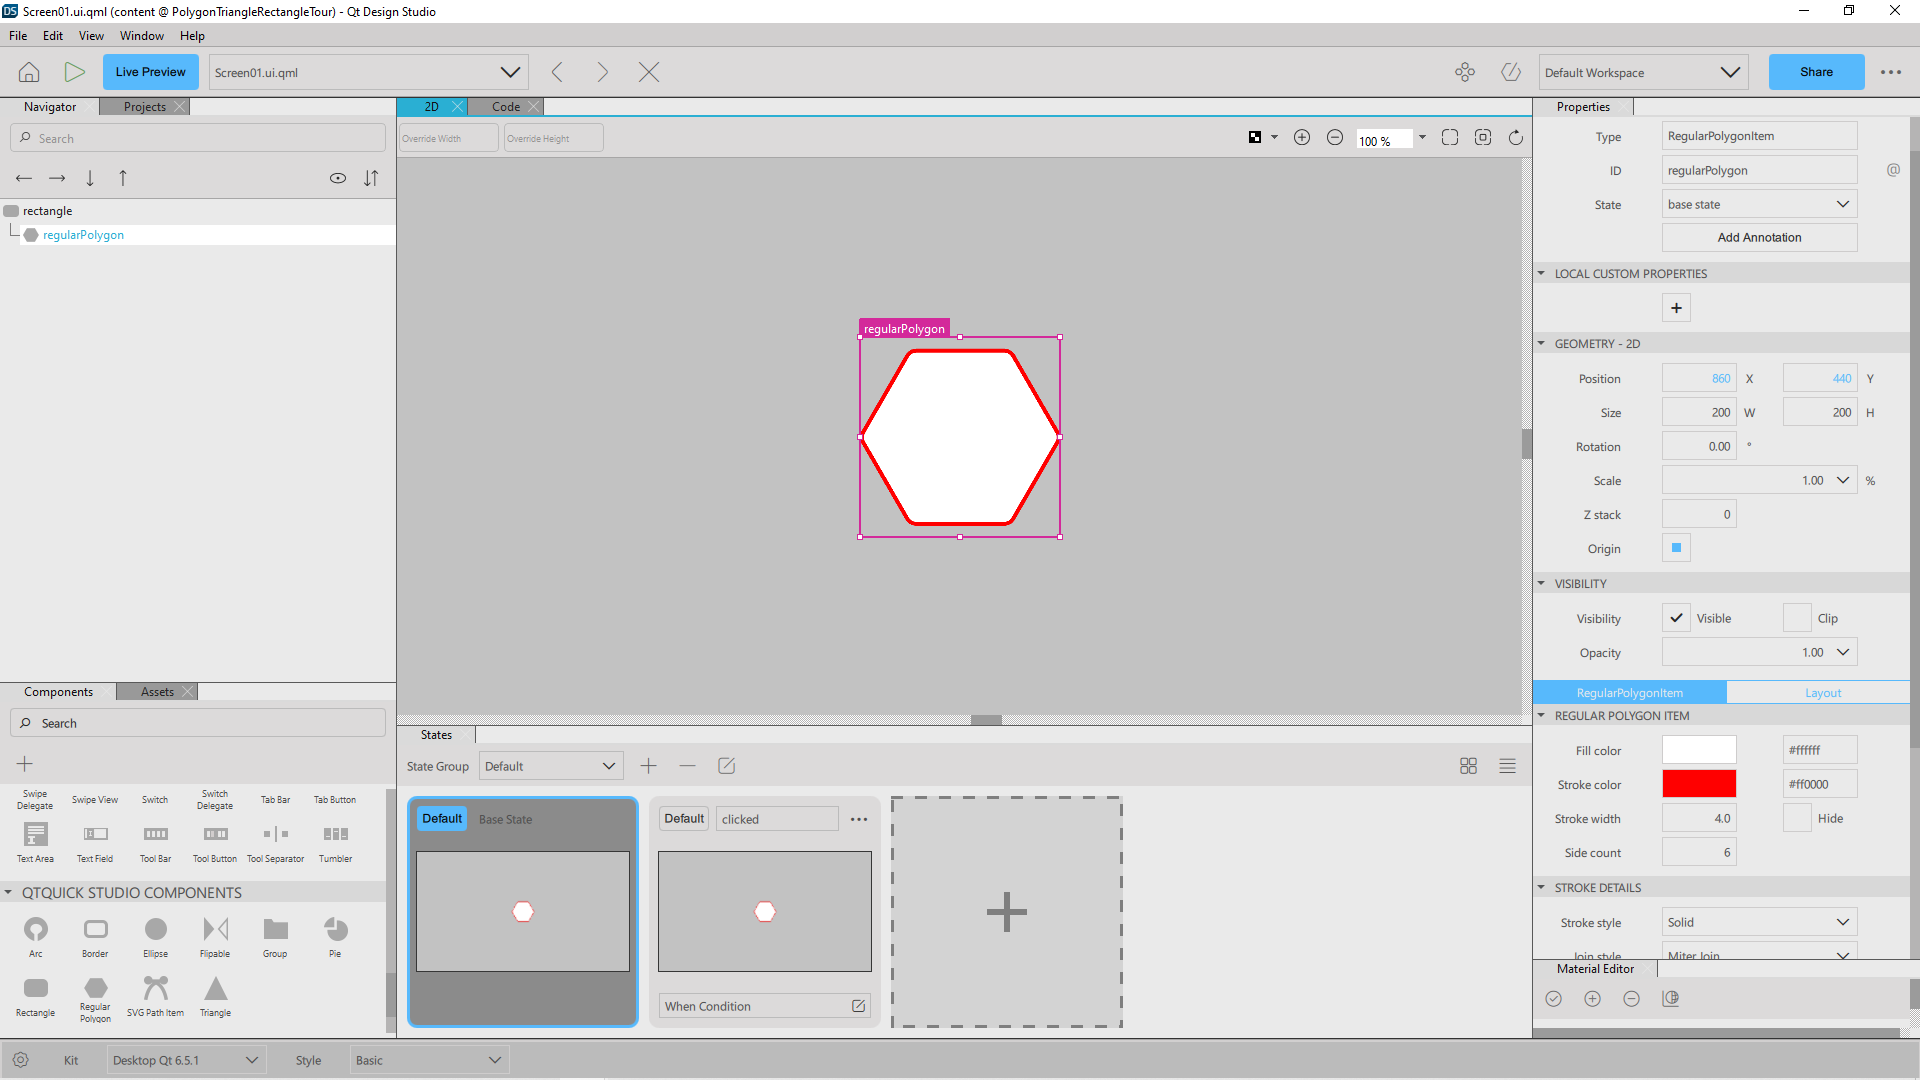 DS Screen01.ui.qml (content @ PolygonTriangleRectangleTour) - Qt Design Studio
File Edit View Window Help
Live Preview Screen01.ui.qml Default Workspace Share
Navigator Projects 2D Code Properties
Search
Override Width Override Height 100 %
rectangle
regularPolygon
regularPolygon
Type RegularPolygonItem
ID regularPolygon @
State base state
Add Annotation
LOCAL CUSTOM PROPERTIES
GEOMETRY - 2D
Position 860 X 440 Y
Size 200 W 200 H
Rotation 0.00 °
Scale 1.00 %
Z stack 0
Origin
VISIBILITY
Visibility Visible Clip
Opacity 1.00
RegularPolygonItem Layout
REGULAR POLYGON ITEM
Fill color #ffffff
Stroke color #ff0000
Stroke width 4.0 Hide
Side count 6
STROKE DETAILS
Stroke style Solid
Join style Miter Join
Material Editor
Components Assets
Search
Swipe Delegate Swipe View Switch Switch Delegate Tab Bar Tab Button
Text Area Text Field Tool Bar Tool Button Tool Separator Tumbler
QTQUICK STUDIO COMPONENTS
Arc Border Ellipse Flipable Group Pie
Rectangle Regular Polygon SVG Path Item Triangle
States
State Group Default
Default Base State
Default clicked
When Condition
Kit Desktop Qt 6.5.1 Style Basic